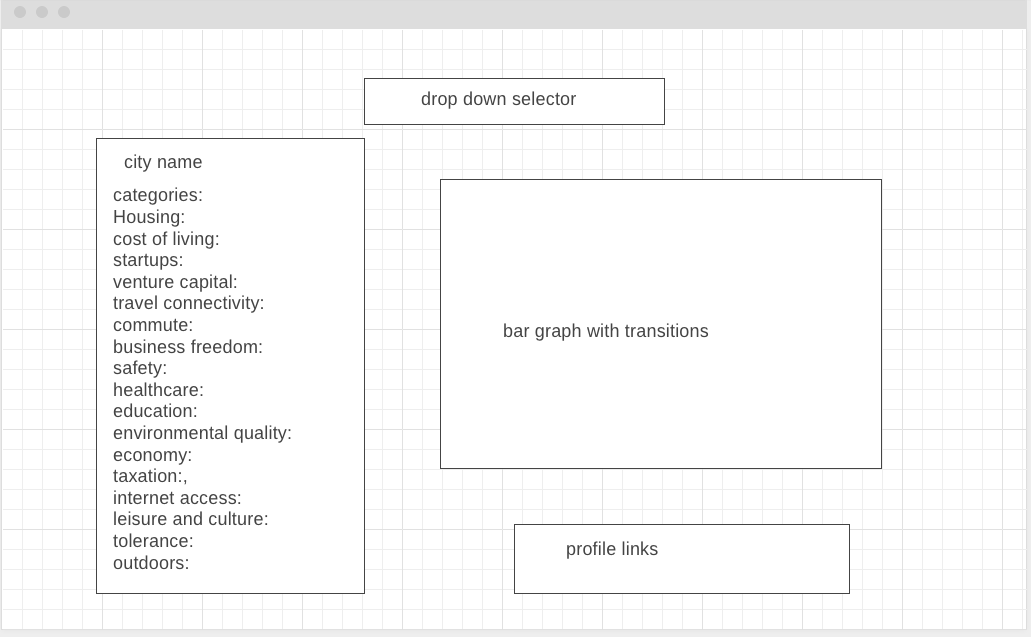 drop down selector
city name
categories:
Housing:
cost of living:
startups:
venture capital:
travel connectivity:
commute:
business freedom:
safety:
healthcare:
education:
environmental quality:
economy:
taxation:,
internet access:
leisure and culture:
tolerance:
outdoors:
bar graph with transitions
profile links